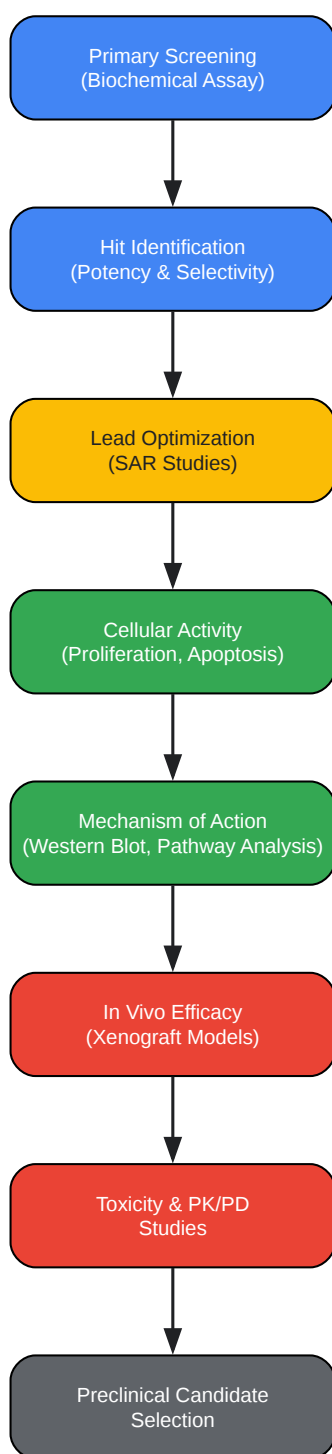 Primary Screening
(Biochemical Assay)
Hit Identification
(Potency & Selectivity)
Lead Optimization
(SAR Studies)
Cellular Activity
(Proliferation, Apoptosis)
Mechanism of Action
(Western Blot, Pathway Analysis)
In Vivo Efficacy
(Xenograft Models)
Toxicity & PK/PD
Studies
Preclinical Candidate
Selection